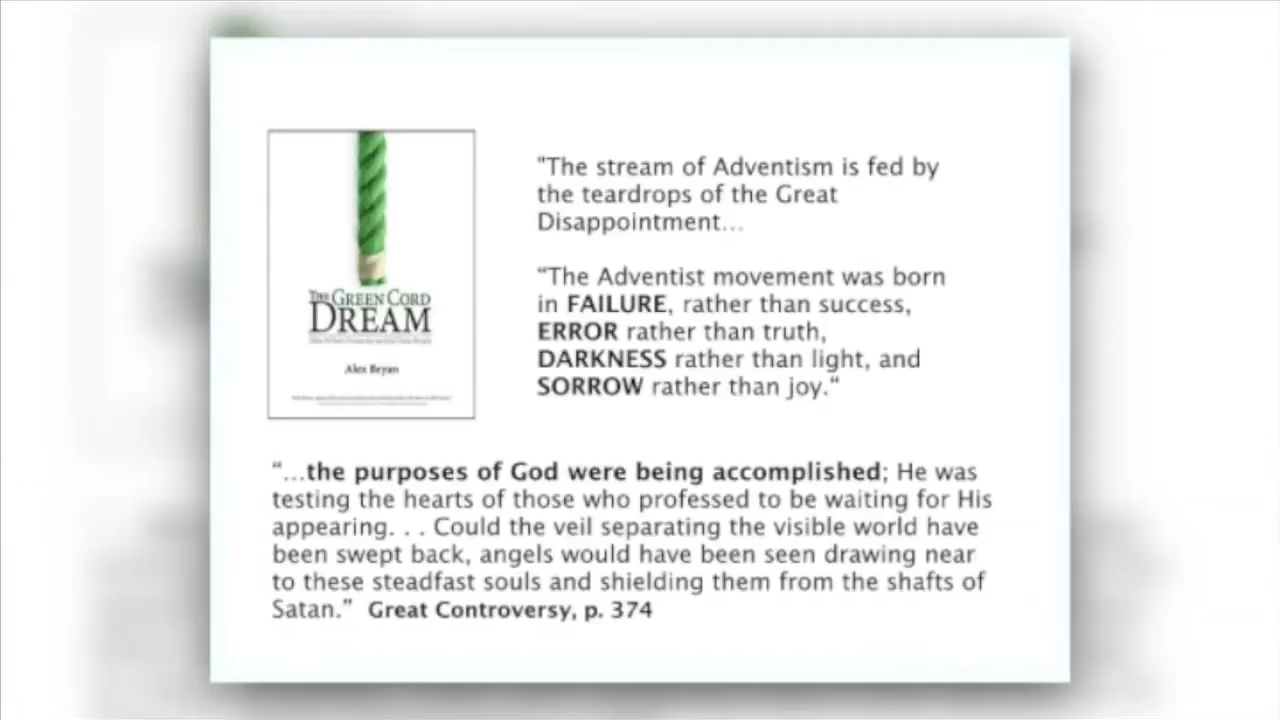 THE GREEN CORD
DREAM
Alex Bryan
"The stream of Adventism is fed by
the teardrops of the Great
Disappointment...
“The Adventist movement was born
in FAILURE, rather than success,
ERROR rather than truth,
DARKNESS rather than light, and
SORROW rather than joy.“
“...the purposes of God were being accomplished; He was
testing the hearts of those who professed to be waiting for His
appearing. . . Could the veil separating the visible world have
been swept back, angels would have been seen drawing near
to these steadfast souls and shielding them from the shafts of
Satan.” Great Controversy, p. 374